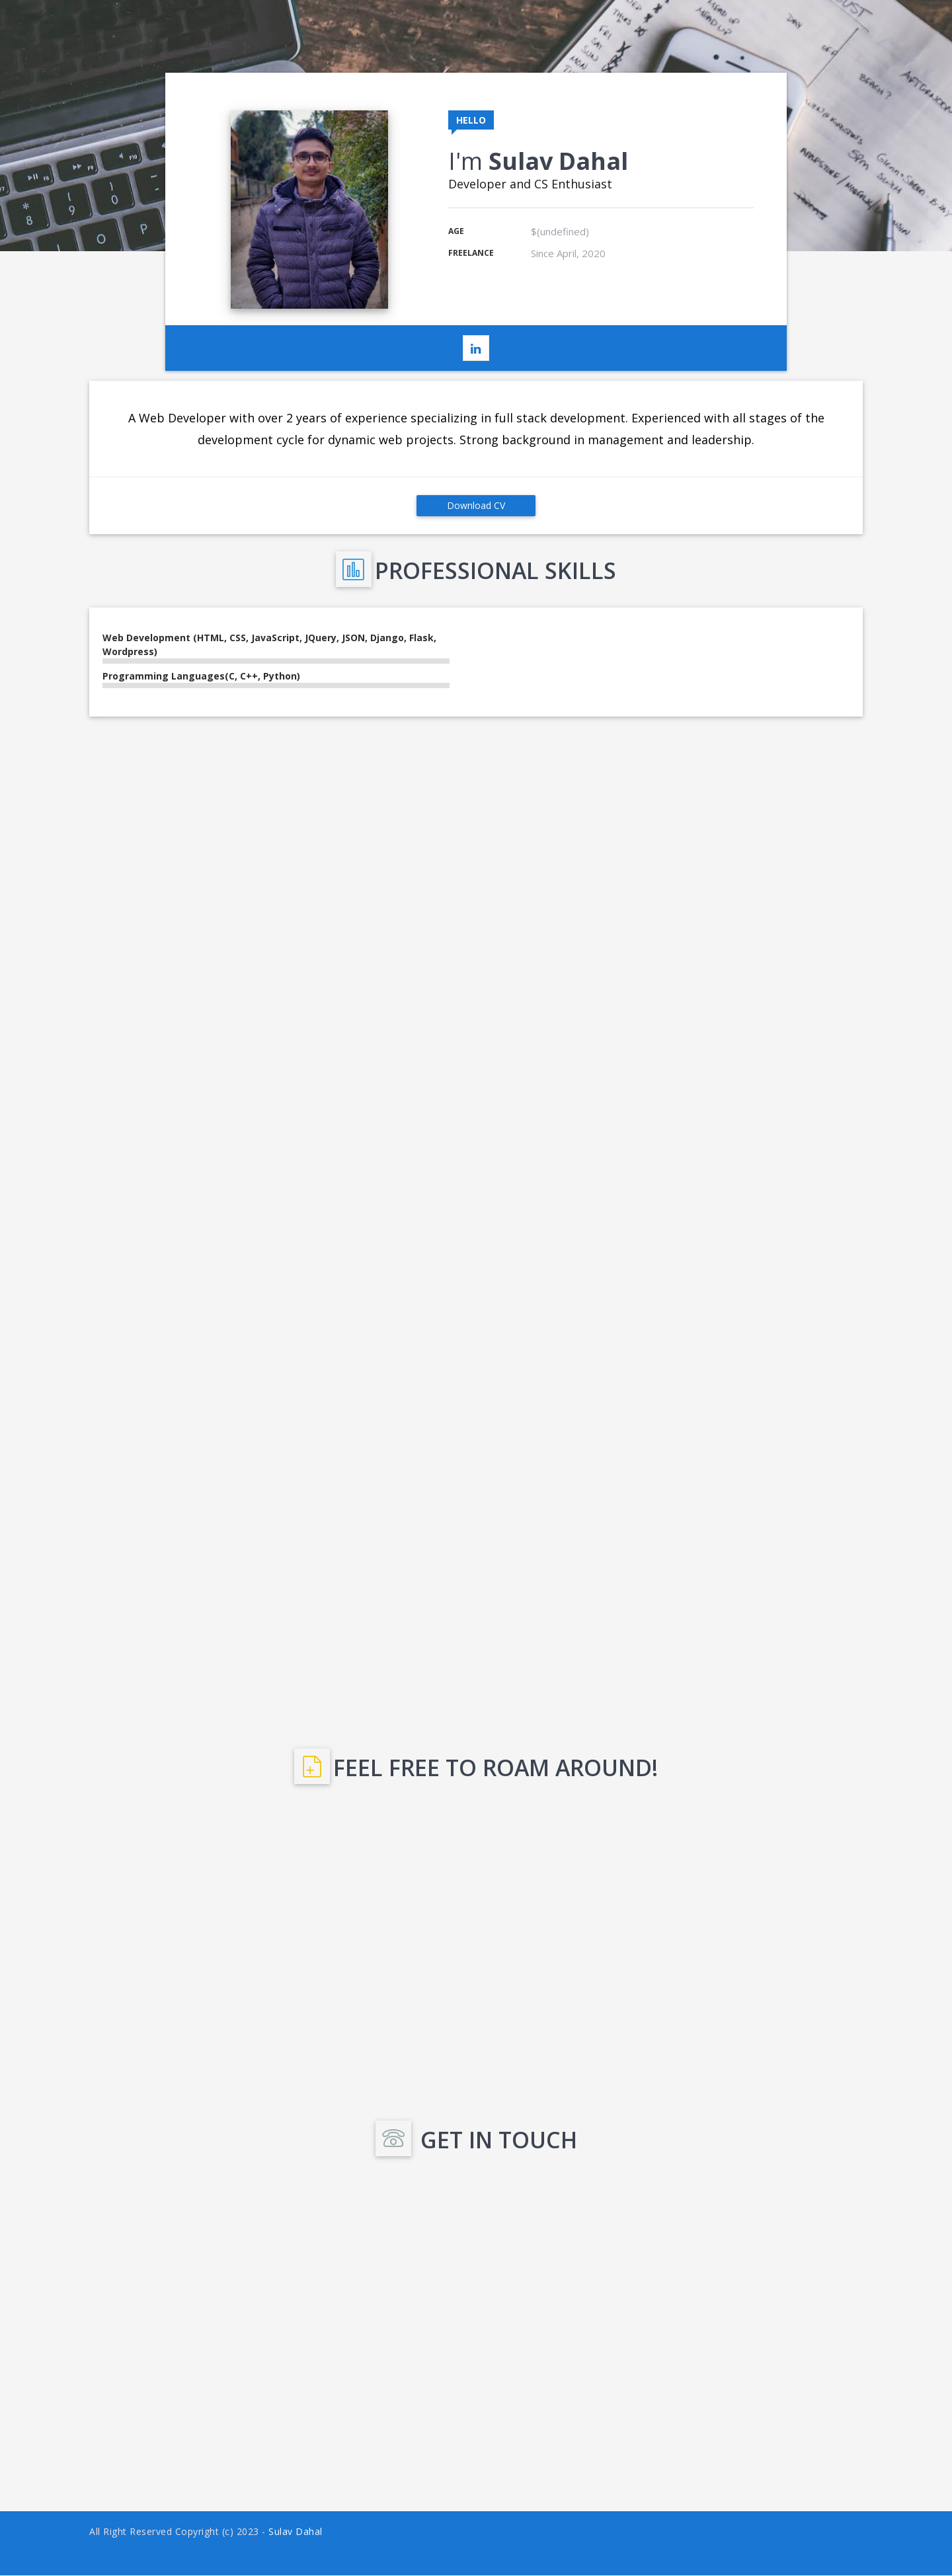 HELLO
I'm Sulav Dahal
Developer and CS Enthusiast
AGE $(undefined)
FREELANCE Since April, 2020
in
A Web Developer with over 2 years of experience specializing in full stack development. Experienced with all stages of the
development cycle for dynamic web projects. Strong background in management and leadership.
Download CV
PROFESSIONAL SKILLS
Web Development (HTML, CSS, JavaScript, JQuery, JSON, Django, Flask,
Wordpress)
Programming Languages(C, C++, Python)
FEEL FREE TO ROAM AROUND!
GET IN TOUCH
All Right Reserved Copyright (c) 2023 - Sulav Dahal